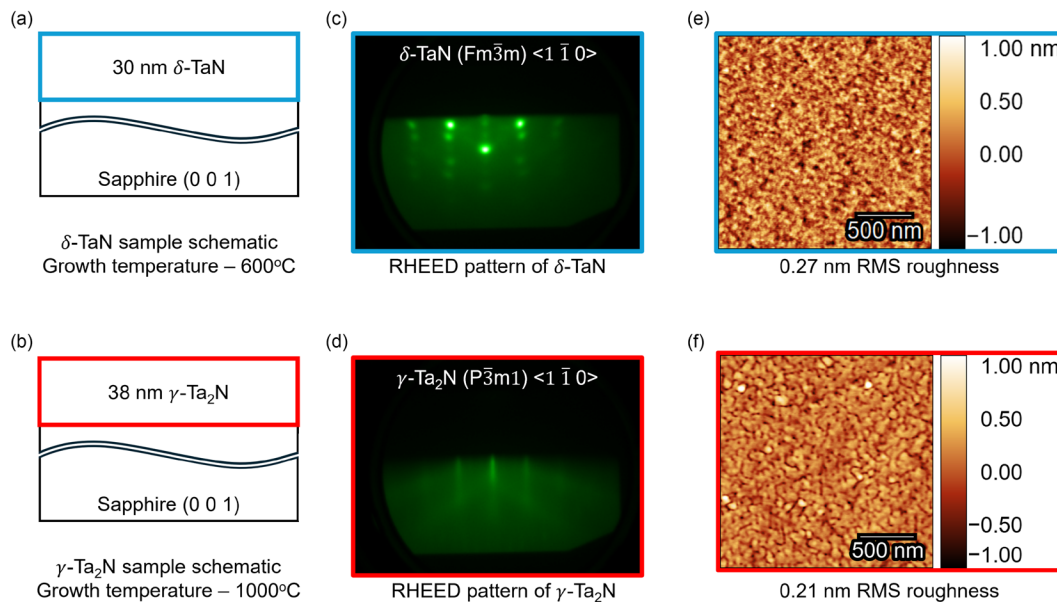 (a)
30 nm δ-TaN
Sapphire (0 0 1)
δ-TaN sample schematic
Growth temperature – 600°C
(c)
δ-TaN (Fm3̅m) <1 1̅ 0>
RHEED pattern of δ-TaN
(e)
1.00 nm
0.50
0.00
−1.00
500 nm
0.27 nm RMS roughness
(b)
38 nm γ-Ta₂N
Sapphire (0 0 1)
γ-Ta₂N sample schematic
Growth temperature – 1000°C
(d)
γ-Ta₂N (P3̅m1) <1 1̅ 0>
RHEED pattern of γ-Ta₂N
(f)
1.00 nm
0.50
0.00
−0.50
−1.00
500 nm
0.21 nm RMS roughness